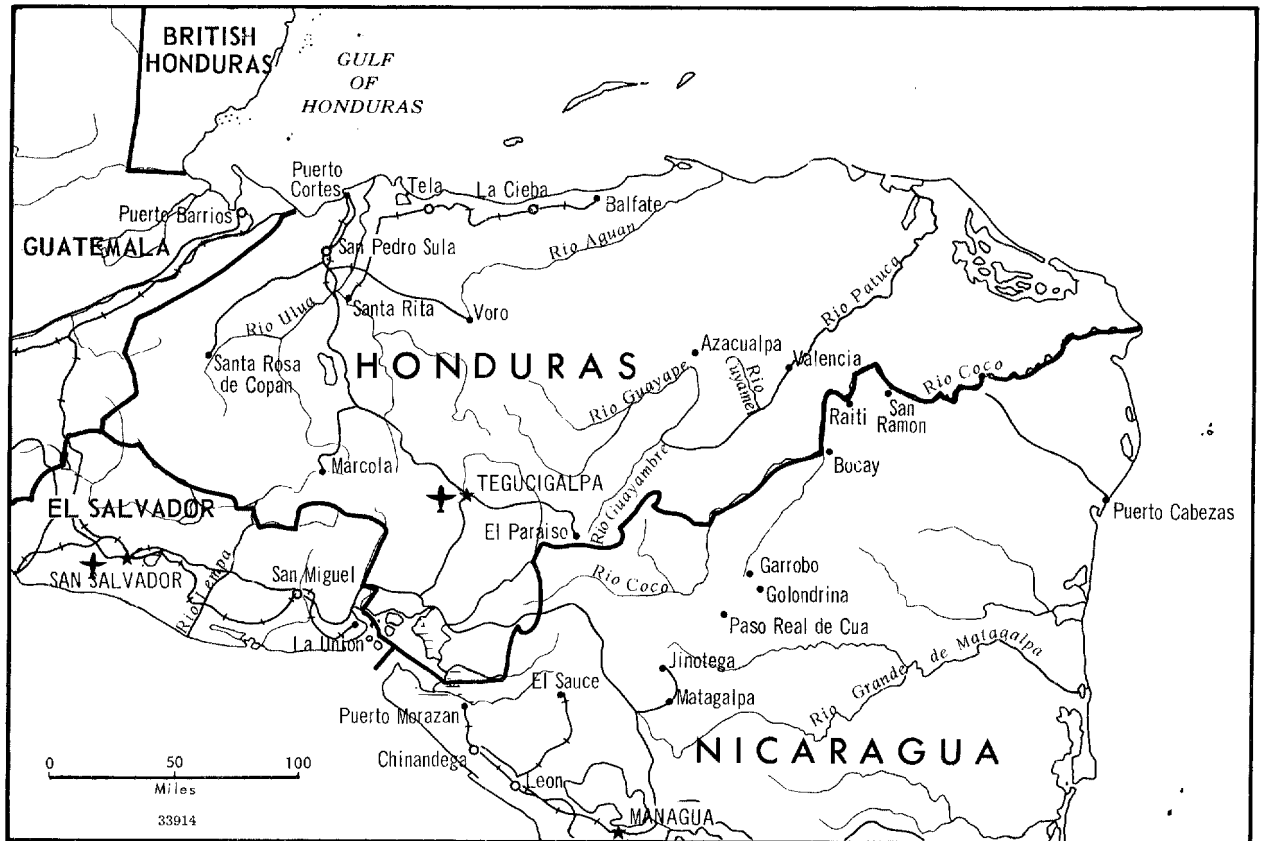 BRITISH
HONDURAS
GULF
OF
HONDURAS
Puerto
Cortes
Tela
La Cieba
Balfate
Puerto Barrios
GUATEMALA
San Pedro Sula
Rio Aguan
Rio Ulua
Santa Rita
Voro
Rio Patuca
Santa Rosa
de Copan
HONDURAS
Azacualpa
Valencia
Rio
Cuyamel
Rio Guayape
Rio Coco
Raiti
San
Ramon
Marcola
TEGUCIGALPA
Rio Guayambre
Bocay
EL SALVADOR
El Paraiso
Puerto Cabezas
SAN SALVADOR
San Miguel
Rio Lempa
Rio Coco
Garrobo
Golondrina
Paso Real de Cua
La Union
Jinotega
Rio Grande de Matagalpa
El Sauce
Matagalpa
Puerto Morazan
Chinandega
NICARAGUA
Leon
MANAGUA
0 50 100
Miles
33914